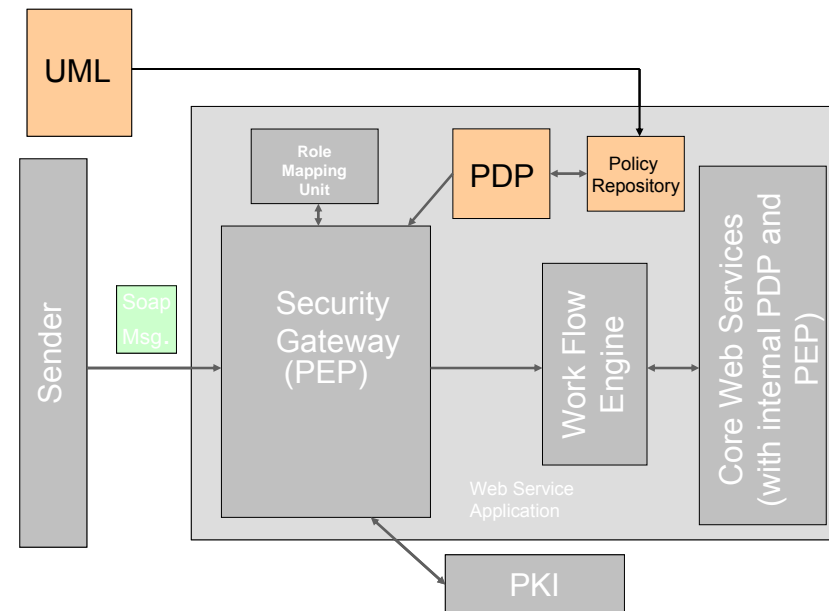 UML
Role
Mapping
Unit
PDP
Policy
Repository
Sender
Soap
Msg.
Security
Gateway
(PEP)
Work Flow
Engine
Core Web Services
(with internal PDP and
PEP)
Web Service
Application
PKI